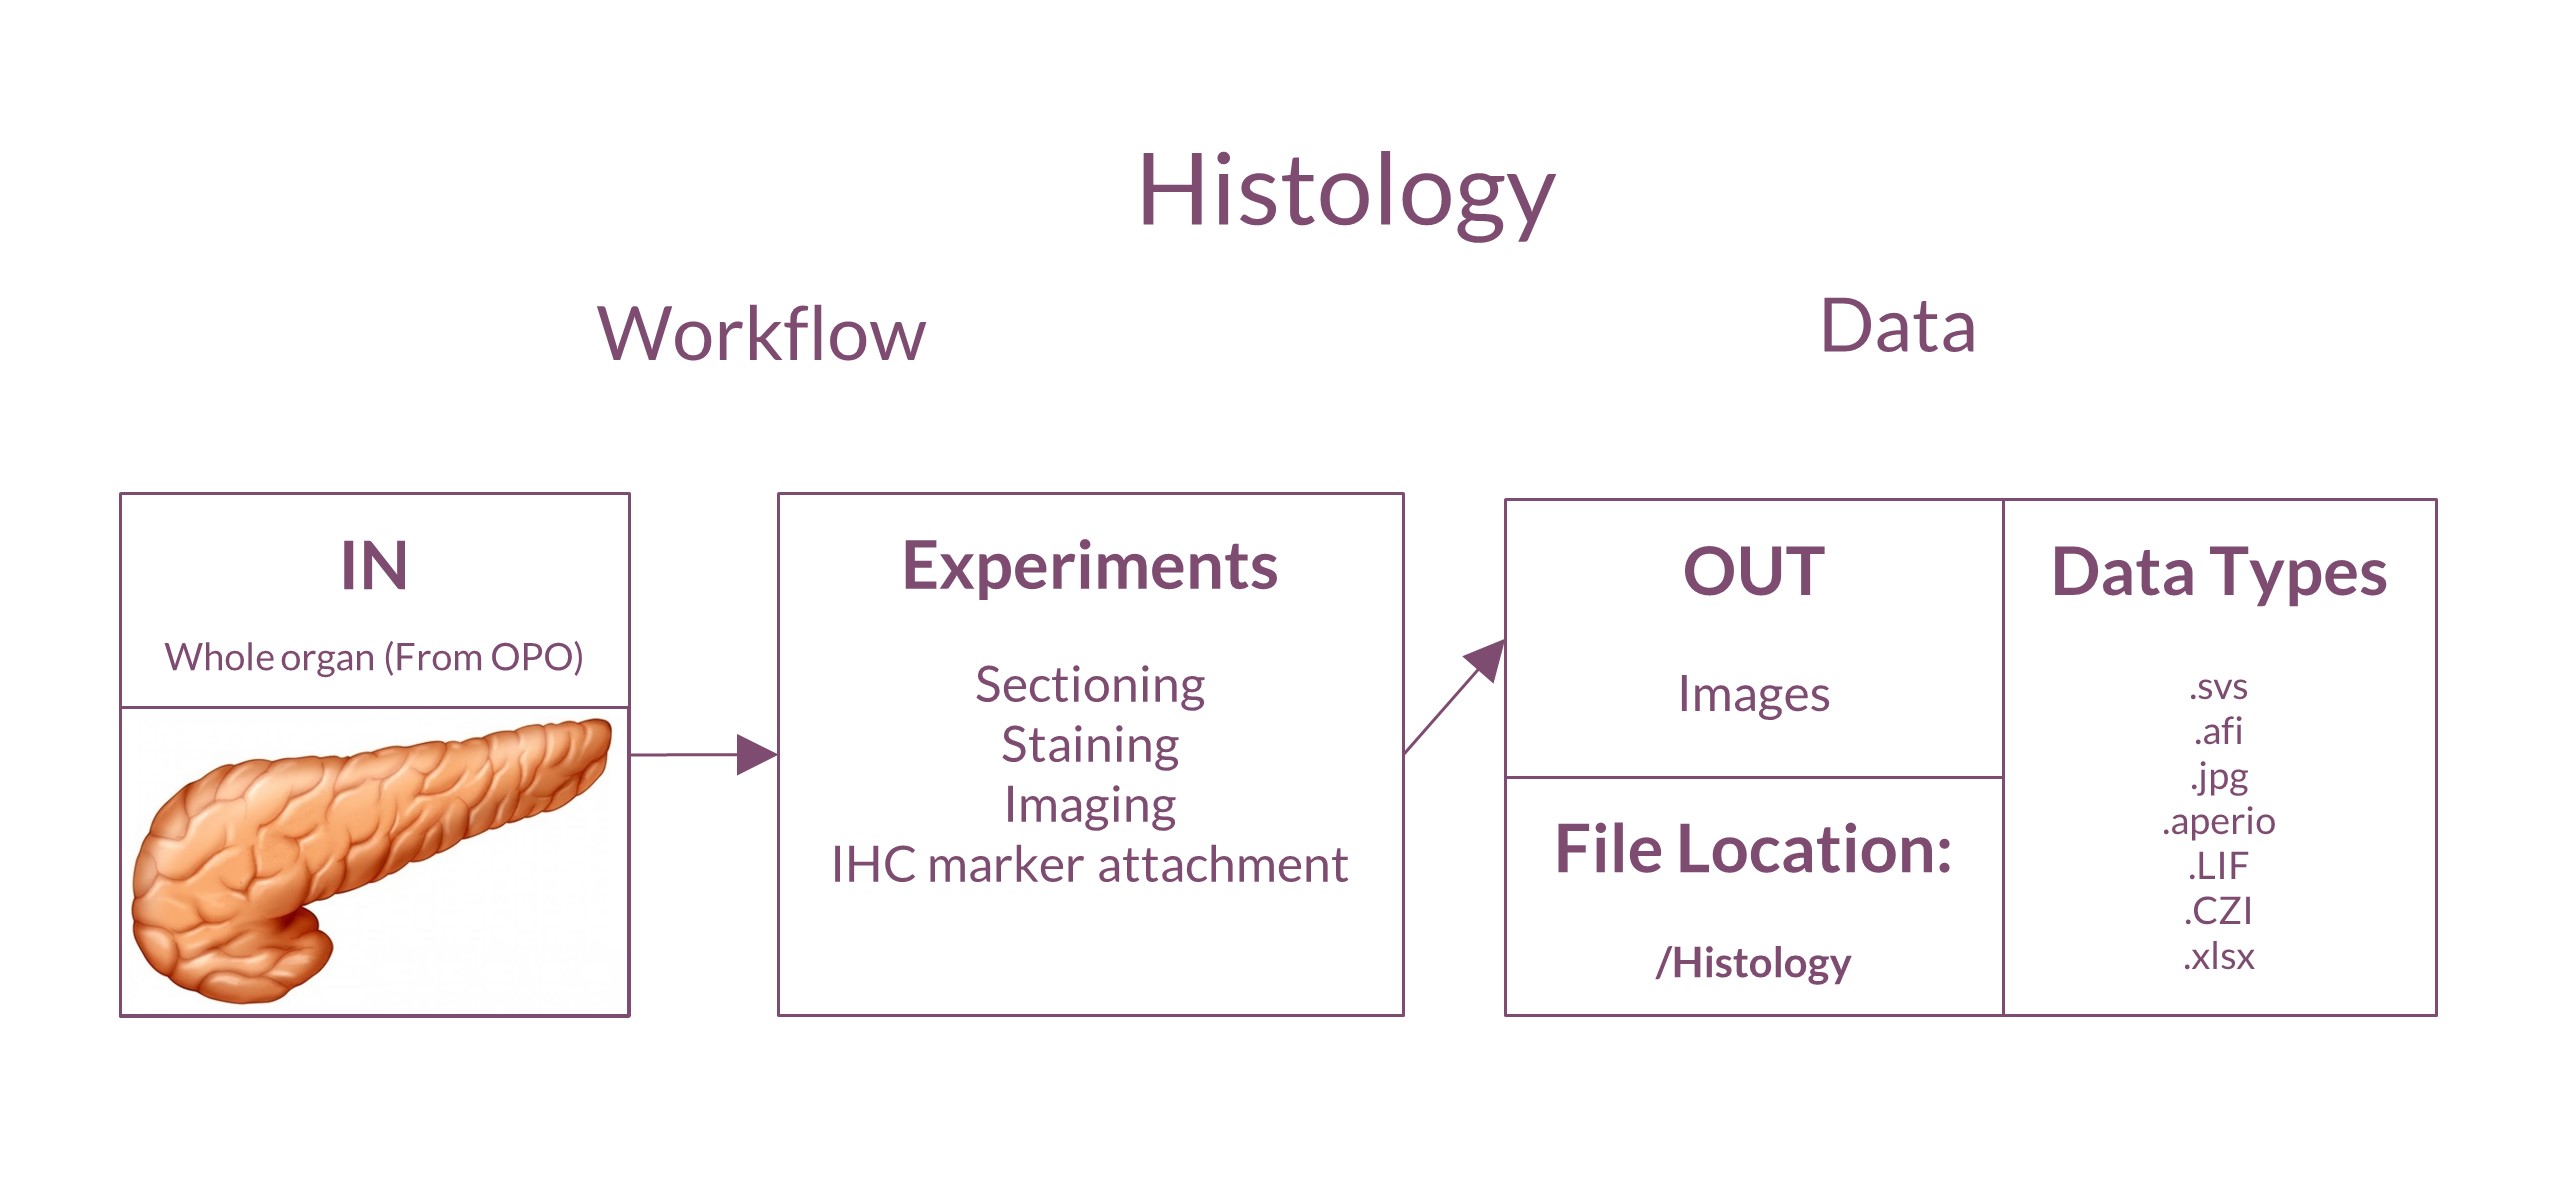 Histology
Workflow
Data
IN
Whole organ (From OPO)
Experiments
Sectioning
Staining
Imaging
IHC marker attachment
OUT
Images
File Location:
/Histology
Data Types
.svs
.afi
.jpg
.aperio
.LIF
.CZI
.xlsx